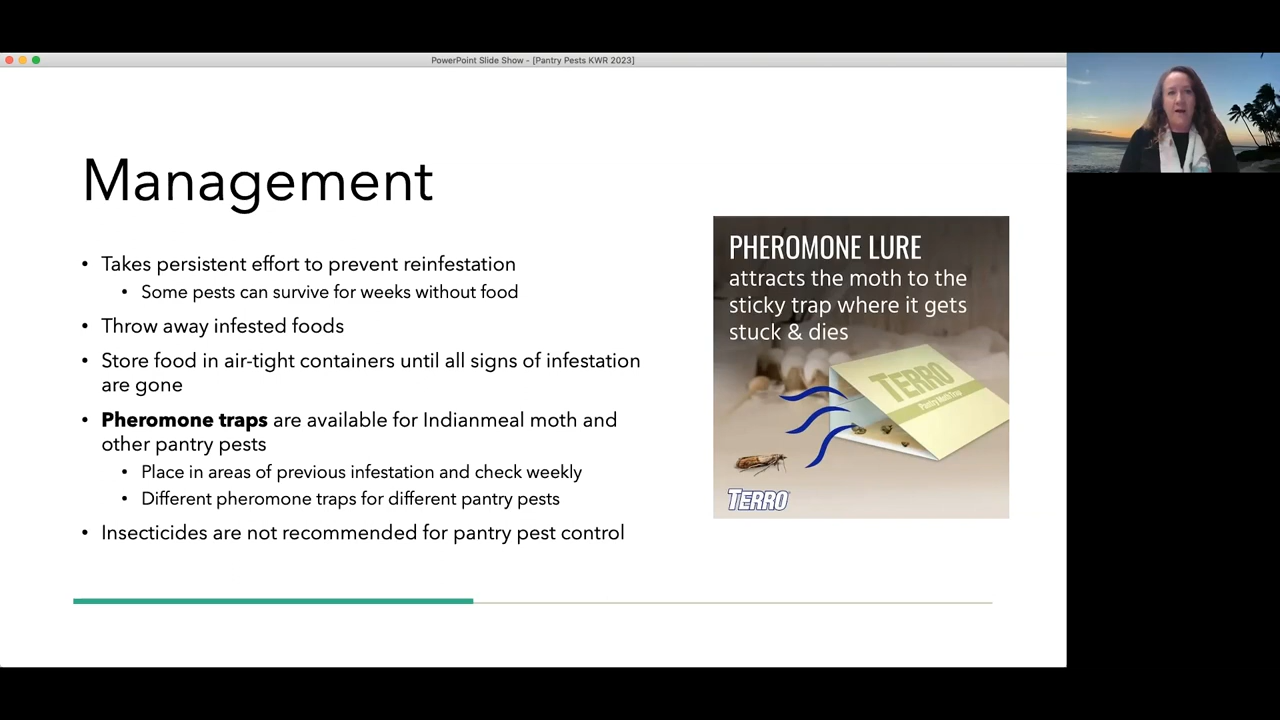 PowerPoint Slide Show - [Pantry Pests KWR 2023]
Management
• Takes persistent effort to prevent reinfestation
• Some pests can survive for weeks without food
• Throw away infested foods
• Store food in air-tight containers until all signs of infestation
are gone
• Pheromone traps are available for Indianmeal moth and
other pantry pests
• Place in areas of previous infestation and check weekly
• Different pheromone traps for different pantry pests
• Insecticides are not recommended for pantry pest control
PHEROMONE LURE
attracts the moth to the
sticky trap where it gets
stuck & dies
TERRO
Pantry Moth Trap
TERRO